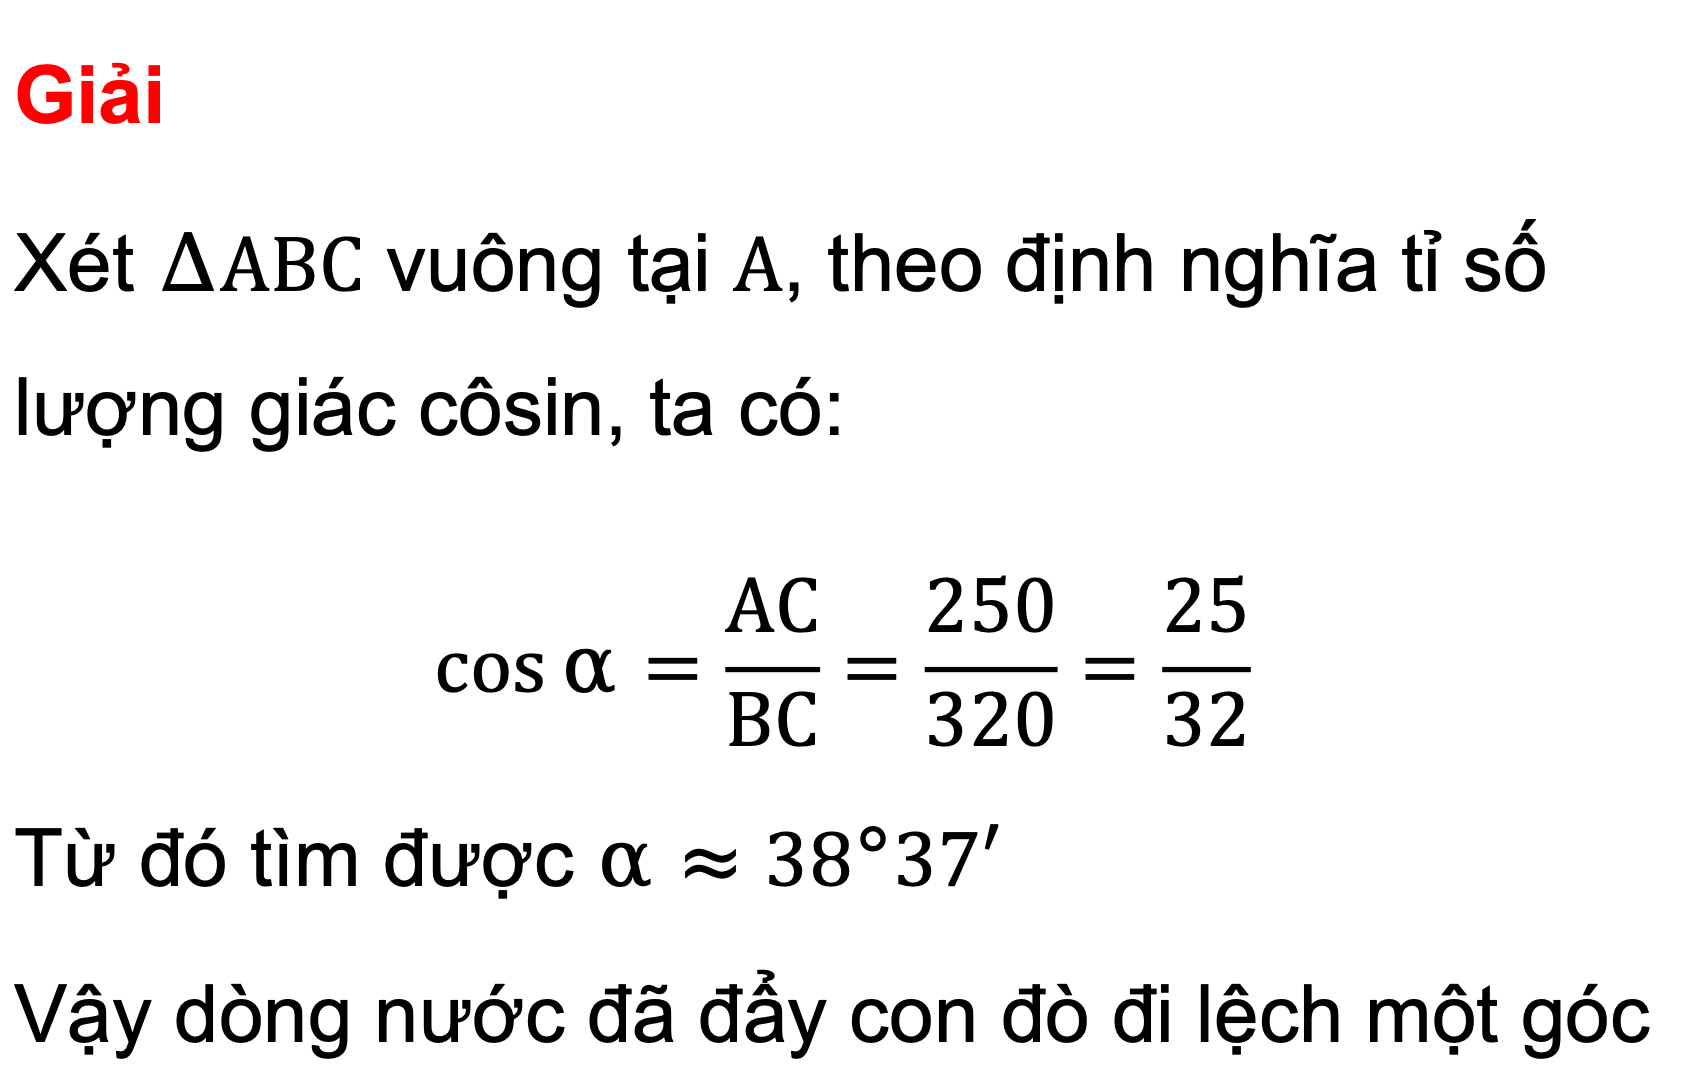 Giải
Xét ΔABC vuông tại A, theo định nghĩa tỉ số
lượng giác côsin, ta có:
cos α = AC/BC = 250/320 = 25/32
Từ đó tìm được α ≈ 38°37′
Vậy dòng nước đã đẩy con đò đi lệch một góc